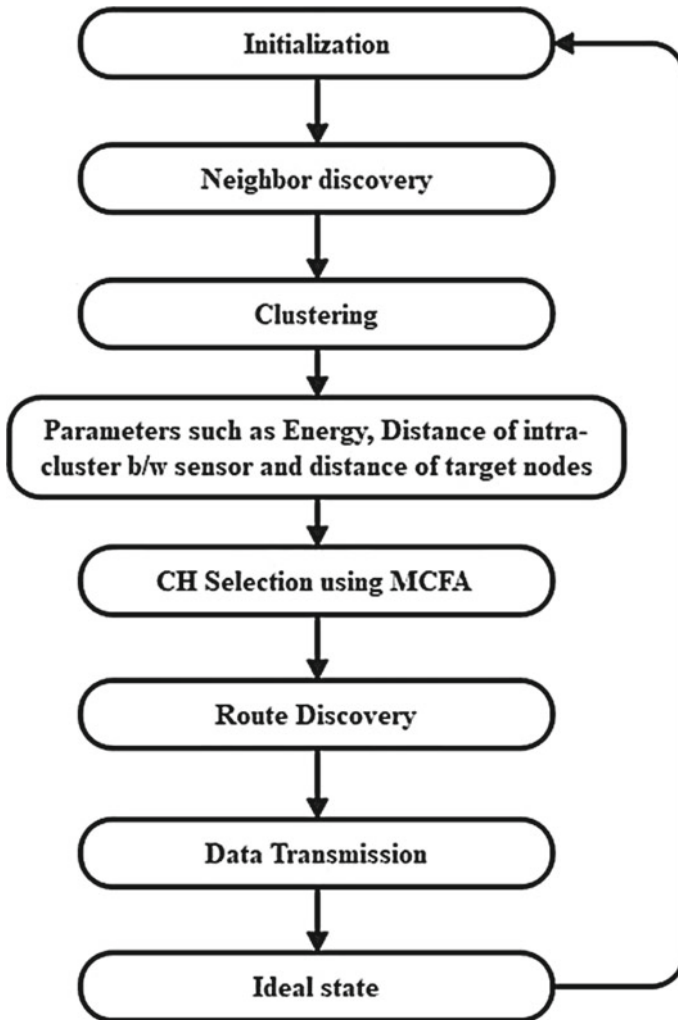 Initialization
Neighbor discovery
Clustering
Parameters such as Energy, Distance of intra-
cluster b/w sensor and distance of target nodes
CH Selection using MCFA
Route Discovery
Data Transmission
Ideal state